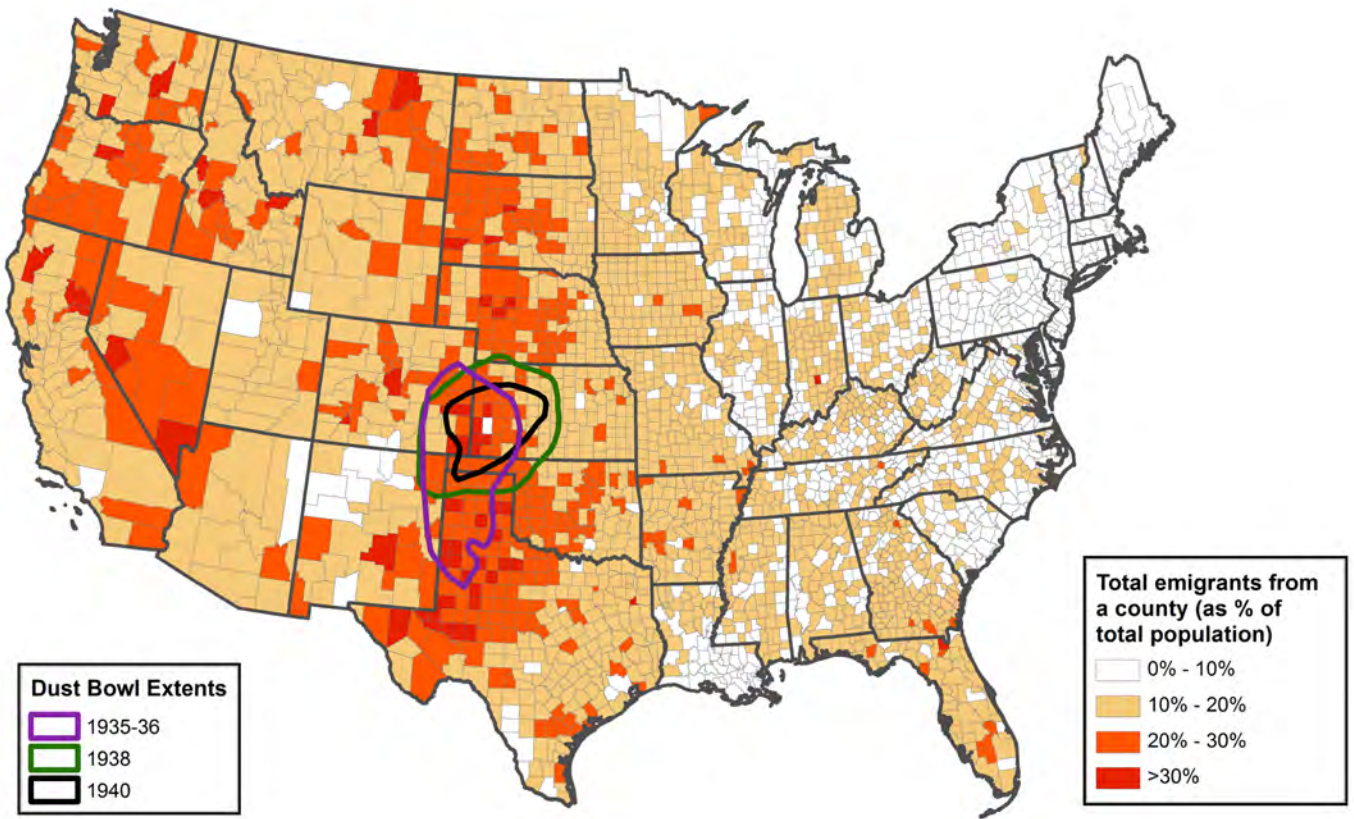 Dust Bowl Extents
1935-36
1938
1940
Total emigrants from
a county (as % of
total population)
0% - 10%
10% - 20%
20% - 30%
>30%